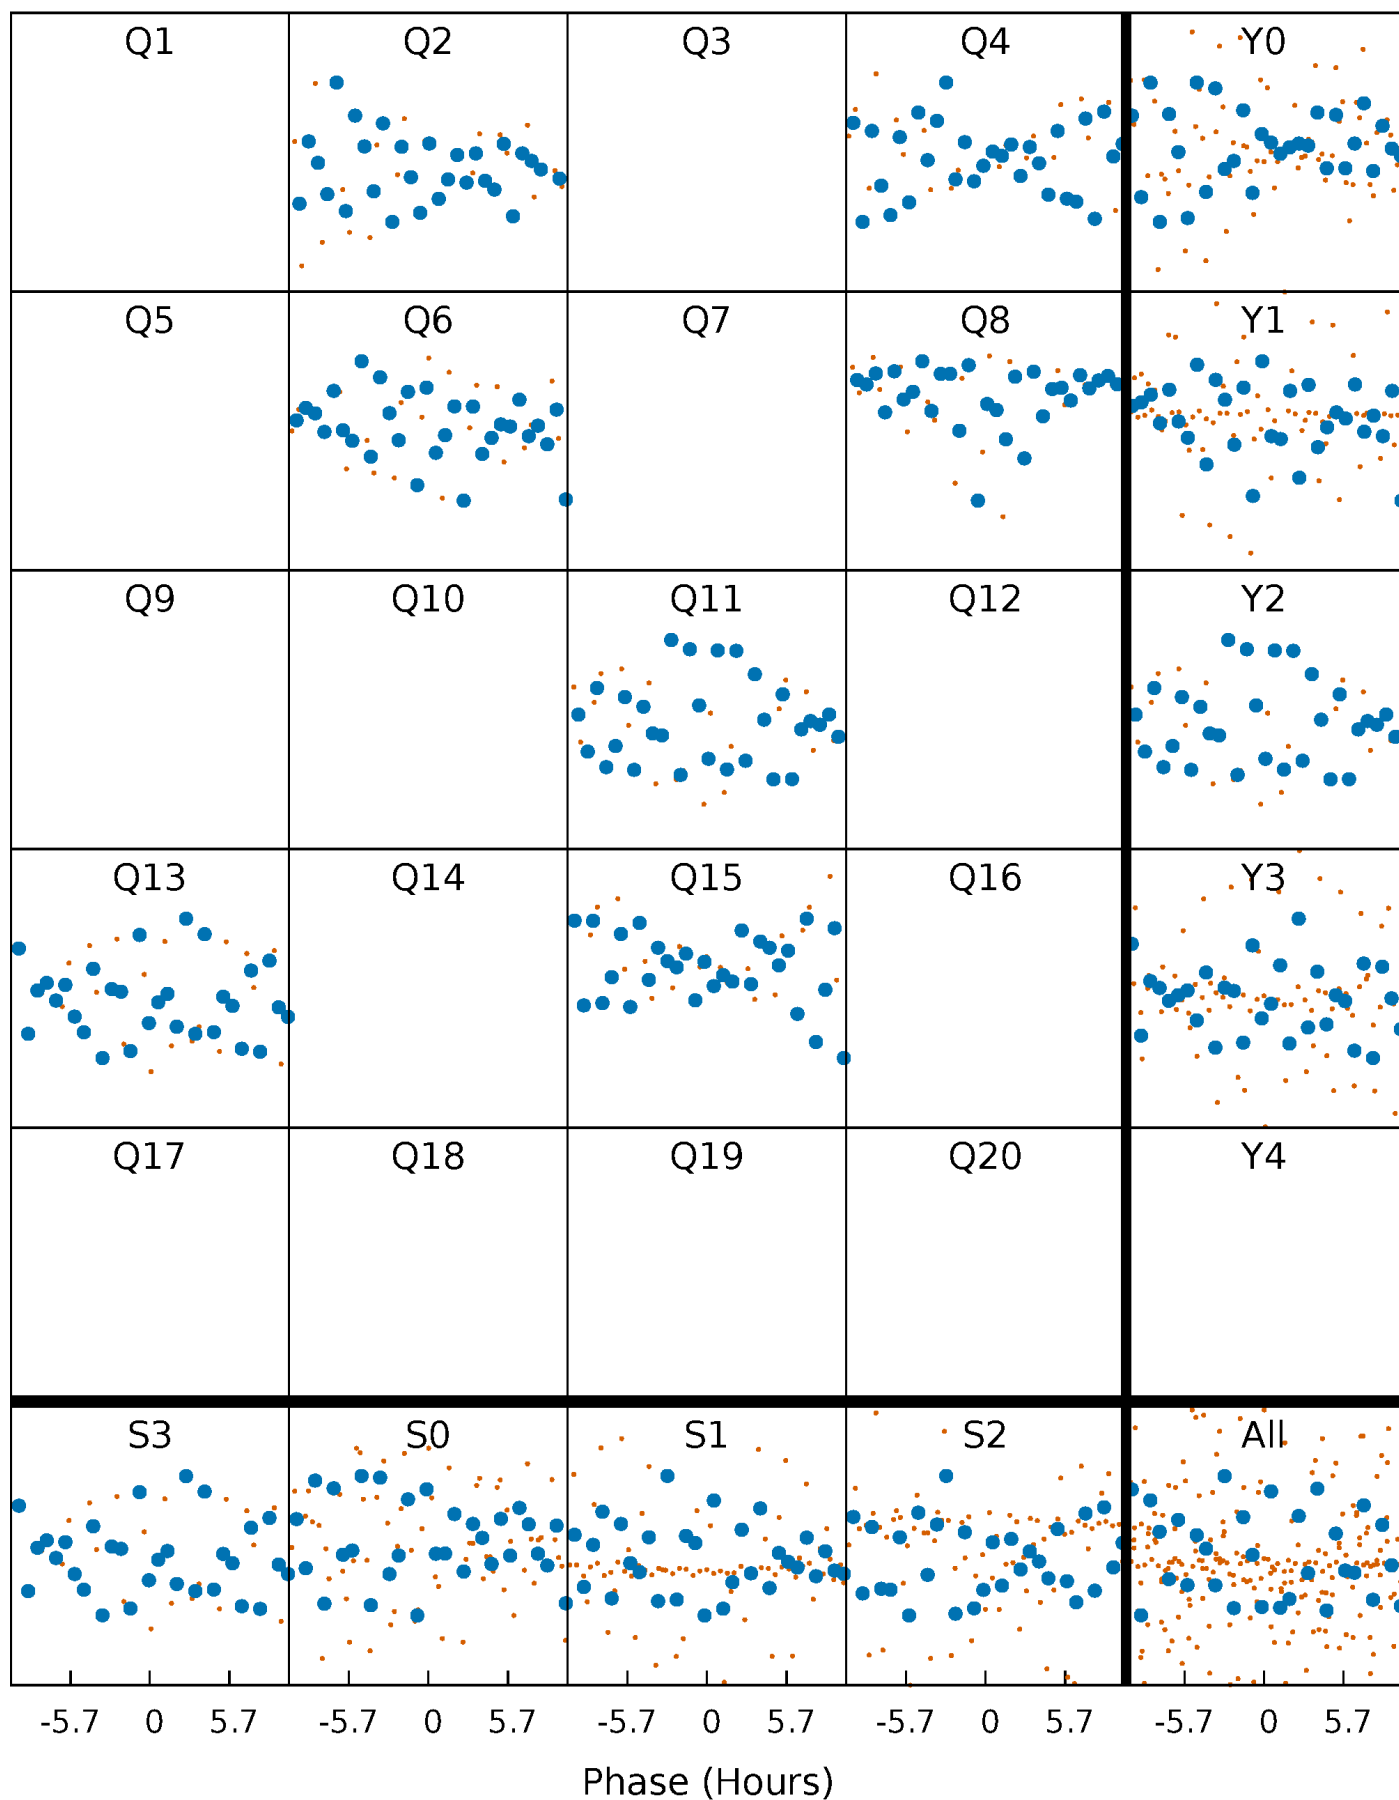 Q1 Q2 Q3 Q4 Y0
Q5 Q6 Q7 Q8 Y1
Q9 Q10 Q11 Q12 Y2
Q13 Q14 Q15 Q16 Y3
Q17 Q18 Q19 Q20 Y4
S3 S0 S1 S2 All
-5.7 0 5.7 -5.7 0 5.7 -5.7 0 5.7 -5.7 0 5.7 -5.7 0 5.7
Phase (Hours)